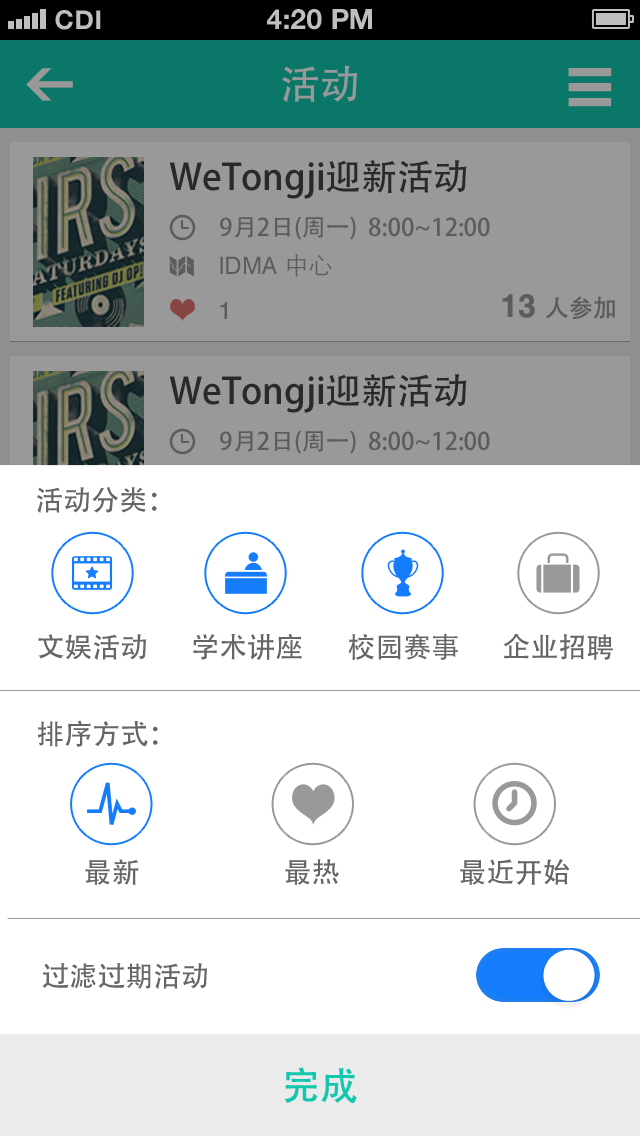 CDI 4:20 PM
活动
IRS
ATURDAYS
FEATURING DJ OP!
WeTongji迎新活动
9月2日(周一) 8:00~12:00
IDMA 中心
1
13 人参加
IRS
WeTongji迎新活动
9月2日(周一) 8:00~12:00
活动分类:
文娱活动 学术讲座 校园赛事 企业招聘
排序方式:
最新 最热 最近开始
过滤过期活动
完成